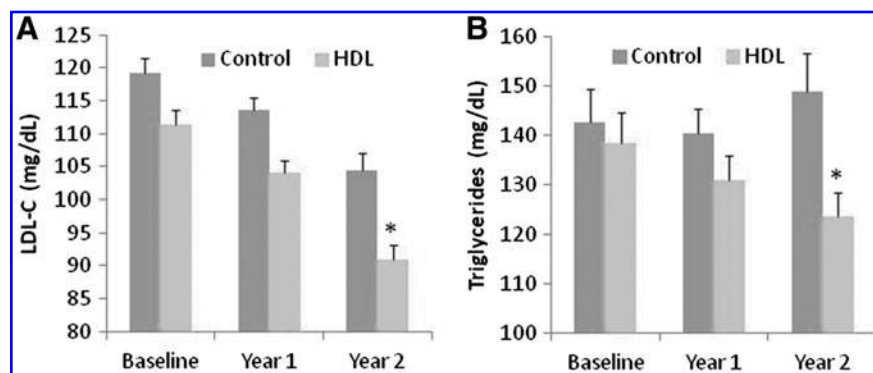 A
LDL-C (mg/dL)
125
120
115
110
105
100
95
90
85
80
Control HDL
*
Baseline Year 1 Year 2
B
Triglycerides (mg/dL)
160
150
140
130
120
110
100
Control HDL
*
Baseline Year 1 Year 2